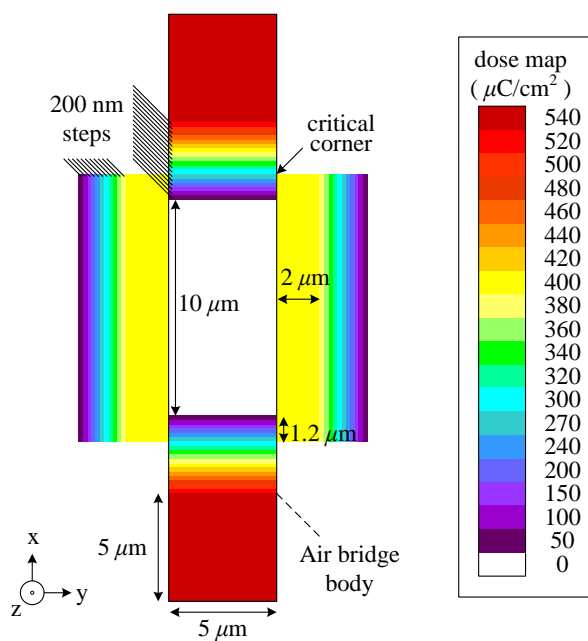 200 nm
steps
critical
corner
2 μm
10 μm
1.2 μm
5 μm
Air bridge
body
5 μm
x
y
z
dose map
( μC/cm²)
540
520
500
480
460
440
420
400
380
360
340
320
300
270
240
200
150
100
50
0